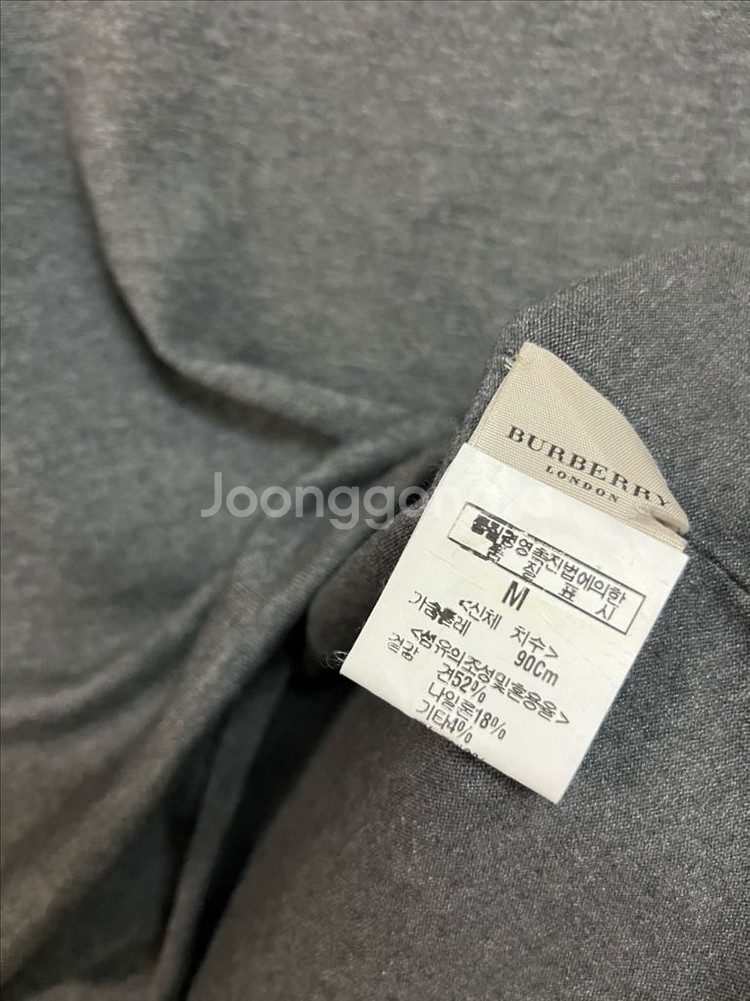 BURBERRY
LONDON
Joonggonara
품질경영촉진법에의한
품 질 표 시
M
<신체 치수>
가슴둘레 90Cm
<섬유의조성및혼용율>
겉감
견52%
나일론18%
기타4%